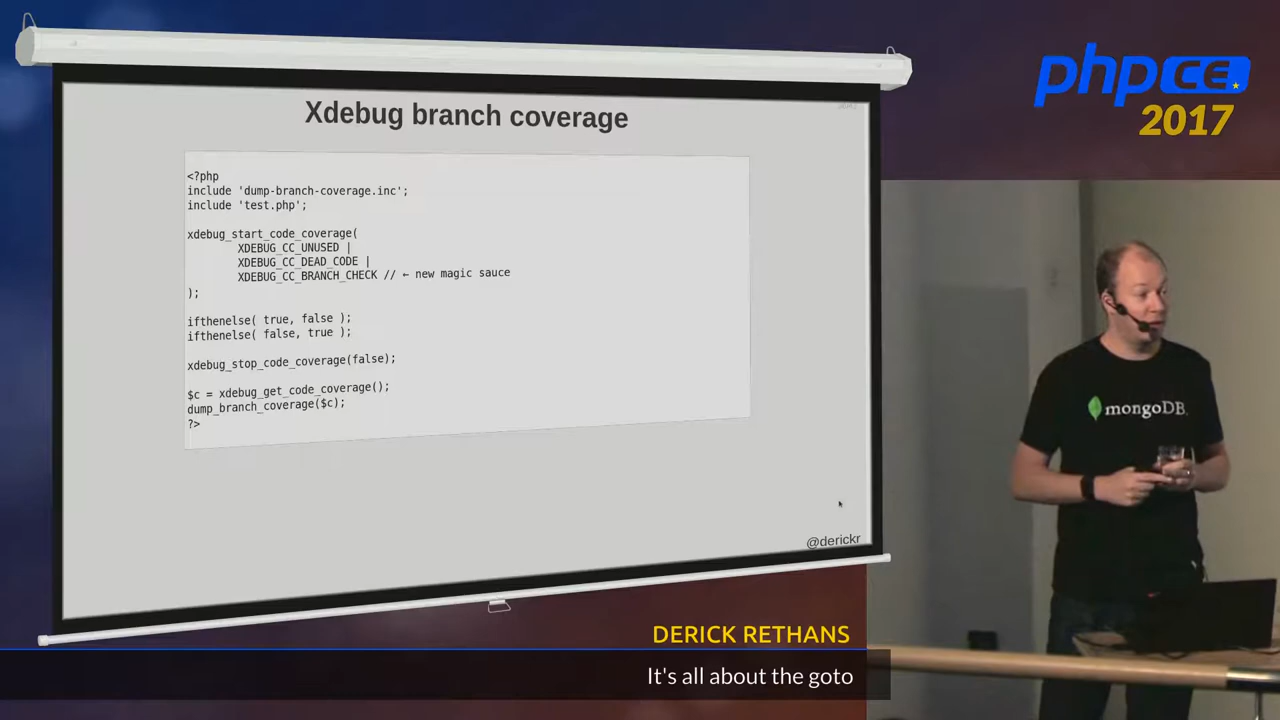 Xdebug branch coverage
<?php
include 'dump-branch-coverage.inc';
include 'test.php';
xdebug_start_code_coverage(
XDEBUG_CC_UNUSED |
XDEBUG_CC_DEAD_CODE |
XDEBUG_CC_BRANCH_CHECK // ← new magic sauce
);
ifthenelse( true, false );
ifthenelse( false, true );
xdebug_stop_code_coverage(false);
$c = xdebug_get_code_coverage();
dump_branch_coverage($c);
?>
@derickr
phpCE
2017
mongoDB.
DERICK RETHANS
It's all about the goto